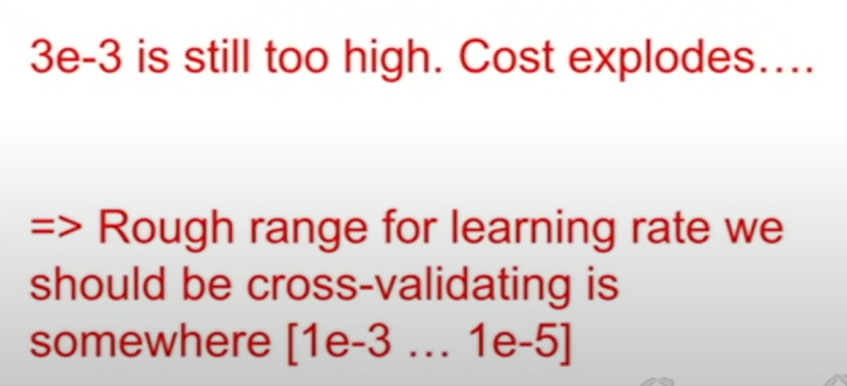 3e-3 is still too high. Cost explodes….
=> Rough range for learning rate we
should be cross-validating is
somewhere [1e-3 … 1e-5]